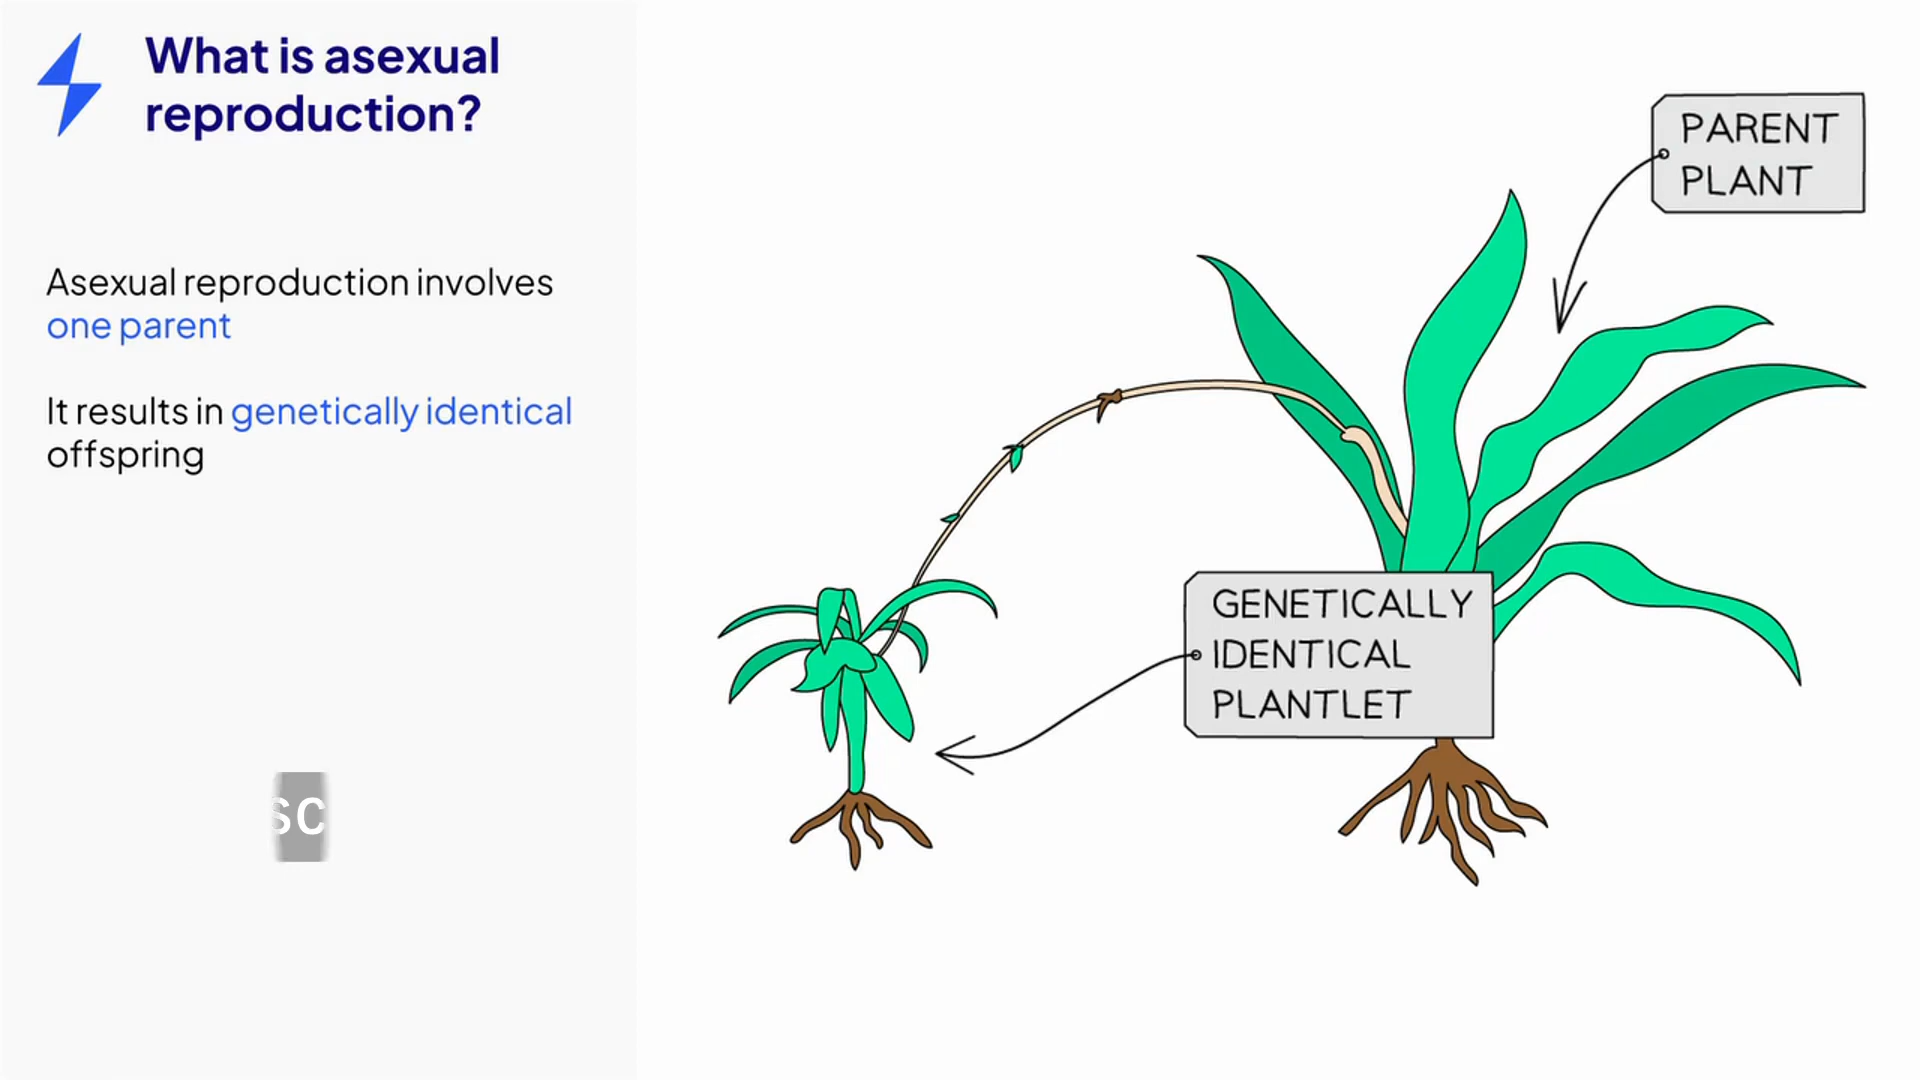 What is asexual
reproduction?
Asexual reproduction involves
one parent
It results in genetically identical
offspring
PARENT
PLANT
GENETICALLY
IDENTICAL
PLANTLET